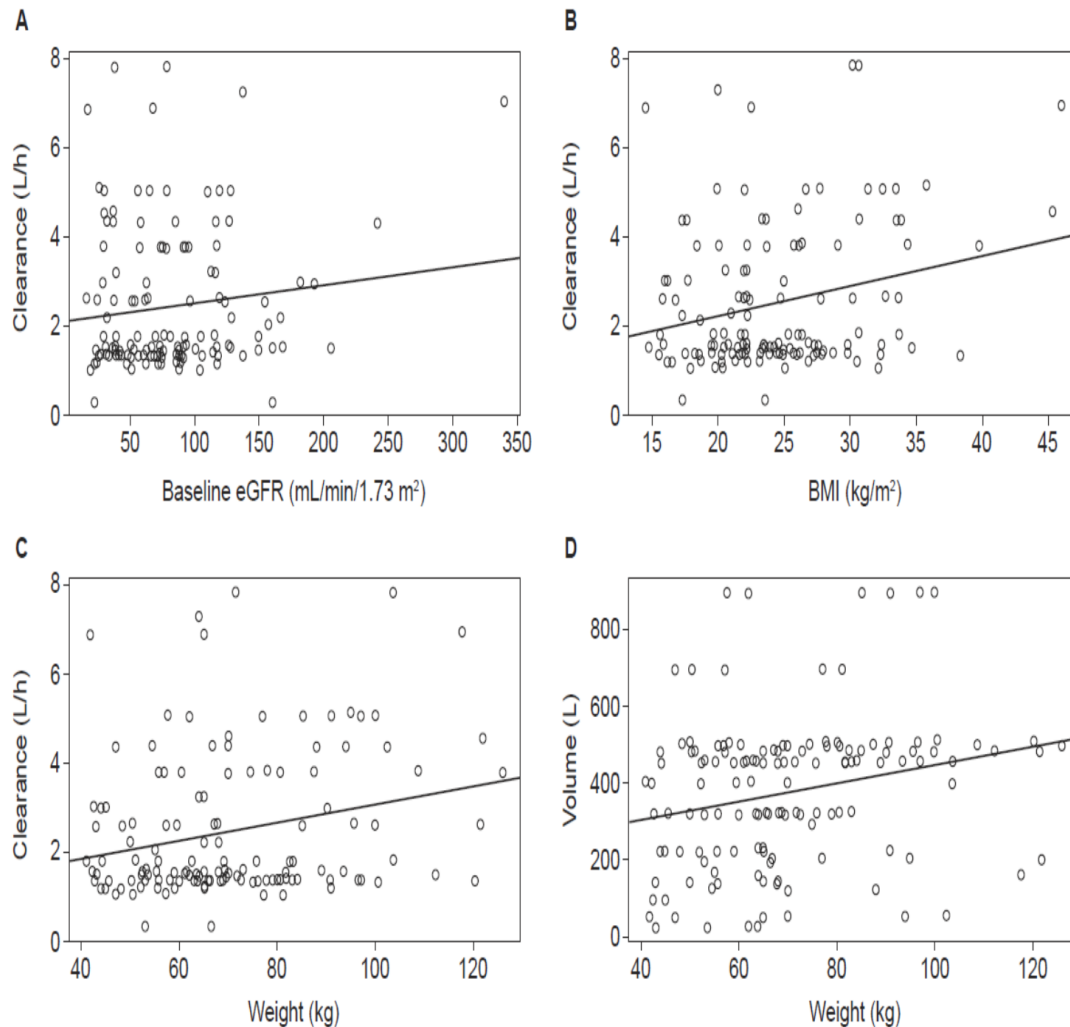 A
Clearance (L/h)
8
6
4
2
0
50 100 150 200 250 300 350
Baseline eGFR (mL/min/1.73 m²)
B
Clearance (L/h)
8
6
4
2
0
15 20 25 30 35 40 45
BMI (kg/m²)
C
Clearance (L/h)
8
6
4
2
0
40 60 80 100 120
Weight (kg)
D
Volume (L)
800
600
400
200
0
40 60 80 100 120
Weight (kg)